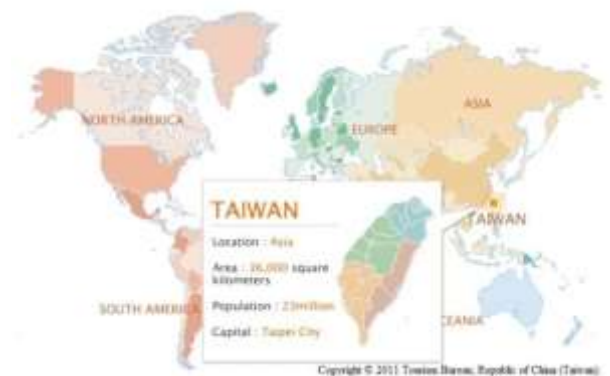 NORTH AMERICA
EUROPE
ASIA
TAIWAN
TAIWAN
Location : Asia
Area : 36,000 square
kilometers
Population : 23million
Capital : Taipei City
SOUTH AMERICA
CEANIA
Copyright © 2011 Tourism Bureau, Republic of China (Taiwan)